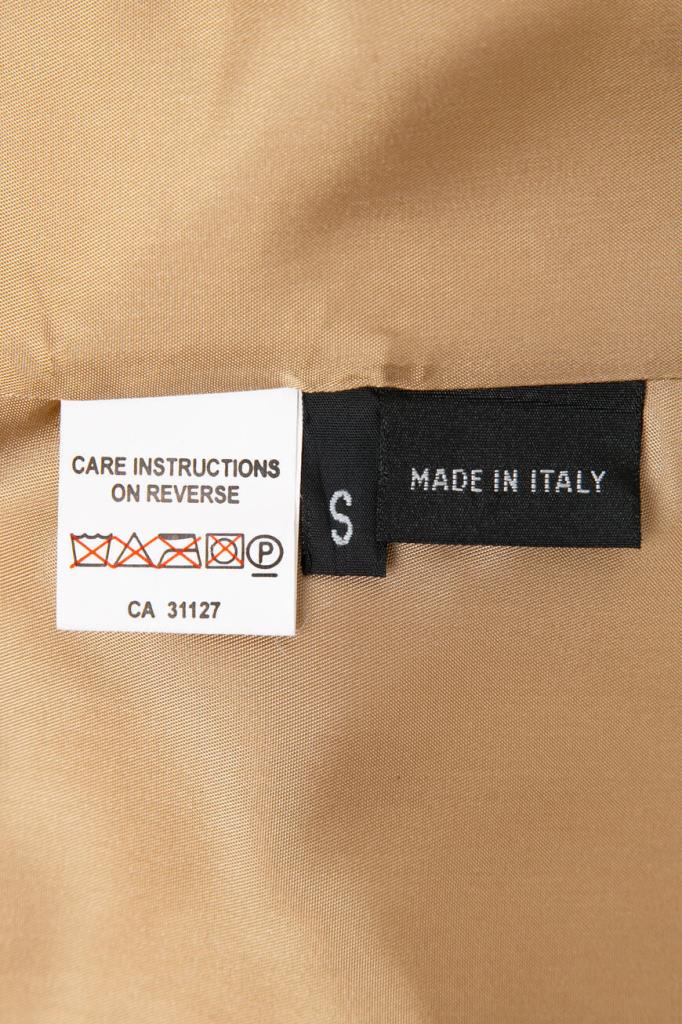 CARE INSTRUCTIONS
ON REVERSE
P
CA 31127
S
MADE IN ITALY